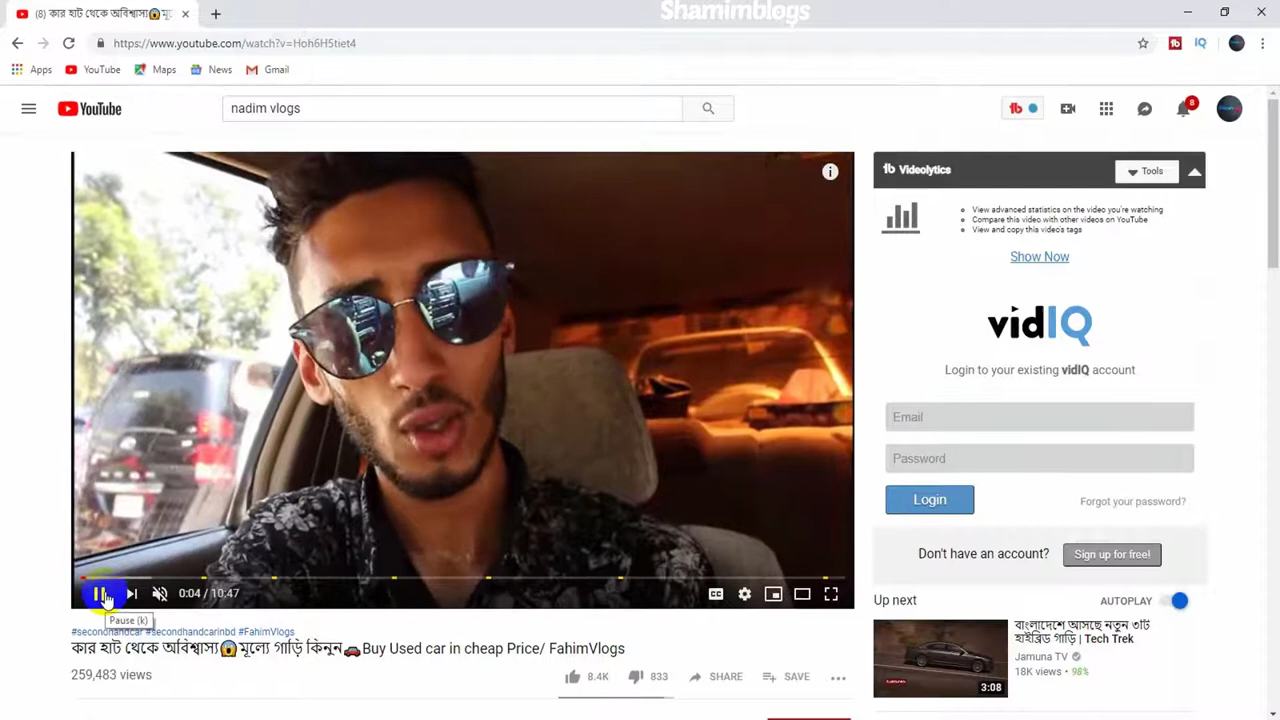 Shamimblogs
(8) কার হাট থেকে অবিশ্বাস্য😱মূ
https://www.youtube.com/watch?v=Hoh6H5tiet4
Apps YouTube Maps News Gmail
YouTube
nadim vlogs
8
Videolytics
Tools
View advanced statistics on the video you're watching
Compare this video with other videos on YouTube
View and copy this video's tags
Show Now
vidIQ
Login to your existing vidIQ account
Email
Password
Login
Forgot your password?
Don't have an account?
Sign up for free!
0:04 / 10:47
Pause (k)
#secondhandcar #secondhandcarinbd #FahimVlogs
কার হাট থেকে অবিশ্বাস্য😱মূল্যে গাড়ি কিনুন🚗Buy Used car in cheap Price/ FahimVlogs
259,483 views
8.4K
833
SHARE
SAVE
Up next
AUTOPLAY
বাংলাদেশে আসছে নতুন ৩টি
হাইব্রিড গাড়ি | Tech Trek
Jamuna TV
18K views • 98%
3:08